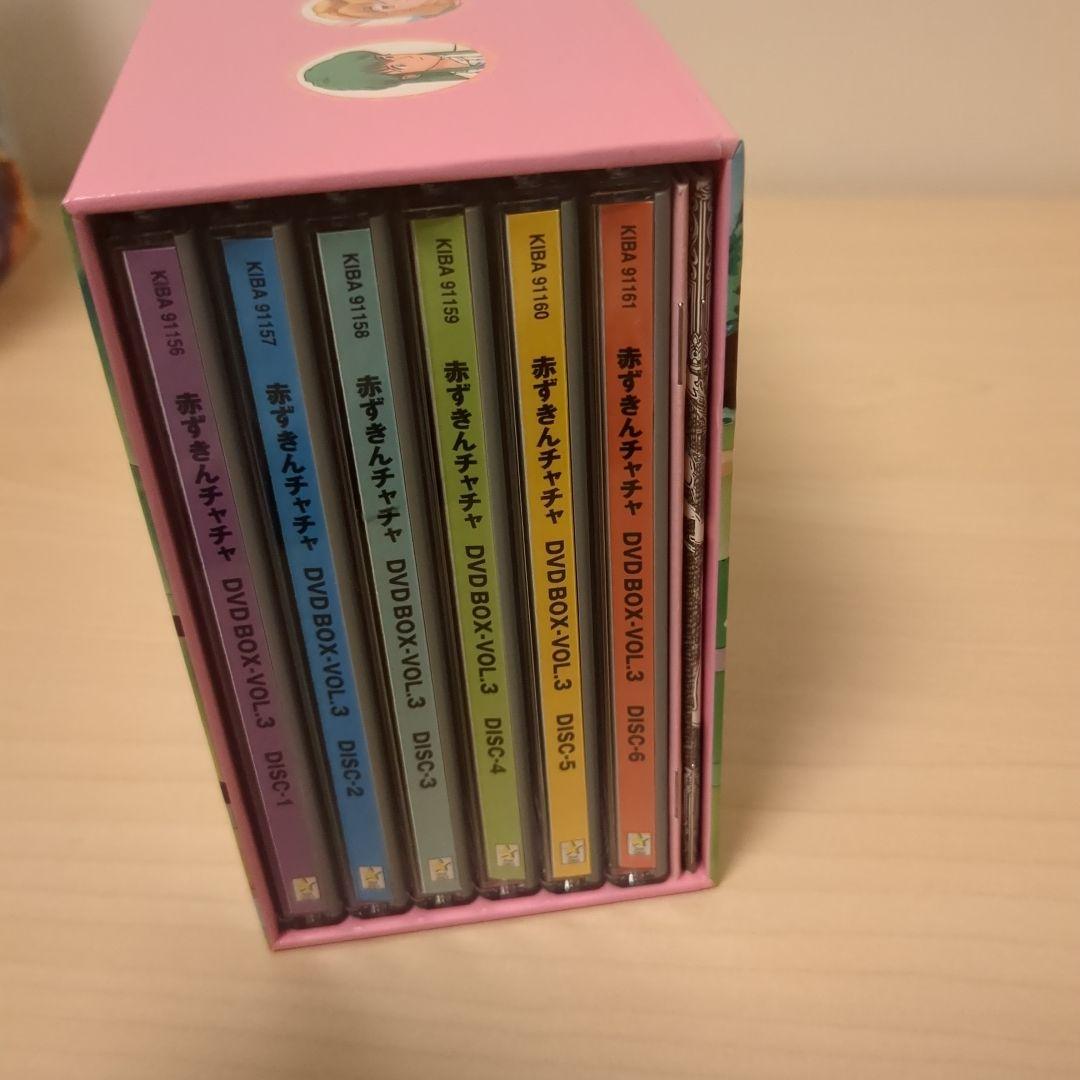 KIBA 91156 赤ずきんチャチャ DVD BOX-VOL.3 DISC-1
KIBA 91157 赤ずきんチャチャ DVD BOX-VOL.3 DISC-2
KIBA 91158 赤ずきんチャチャ DVD BOX-VOL.3 DISC-3
KIBA 91159 赤ずきんチャチャ DVD BOX-VOL.3 DISC-4
KIBA 91160 赤ずきんチャチャ DVD BOX-VOL.3 DISC-5
KIBA 91161 赤ずきんチャチャ DVD BOX-VOL.3 DISC-6